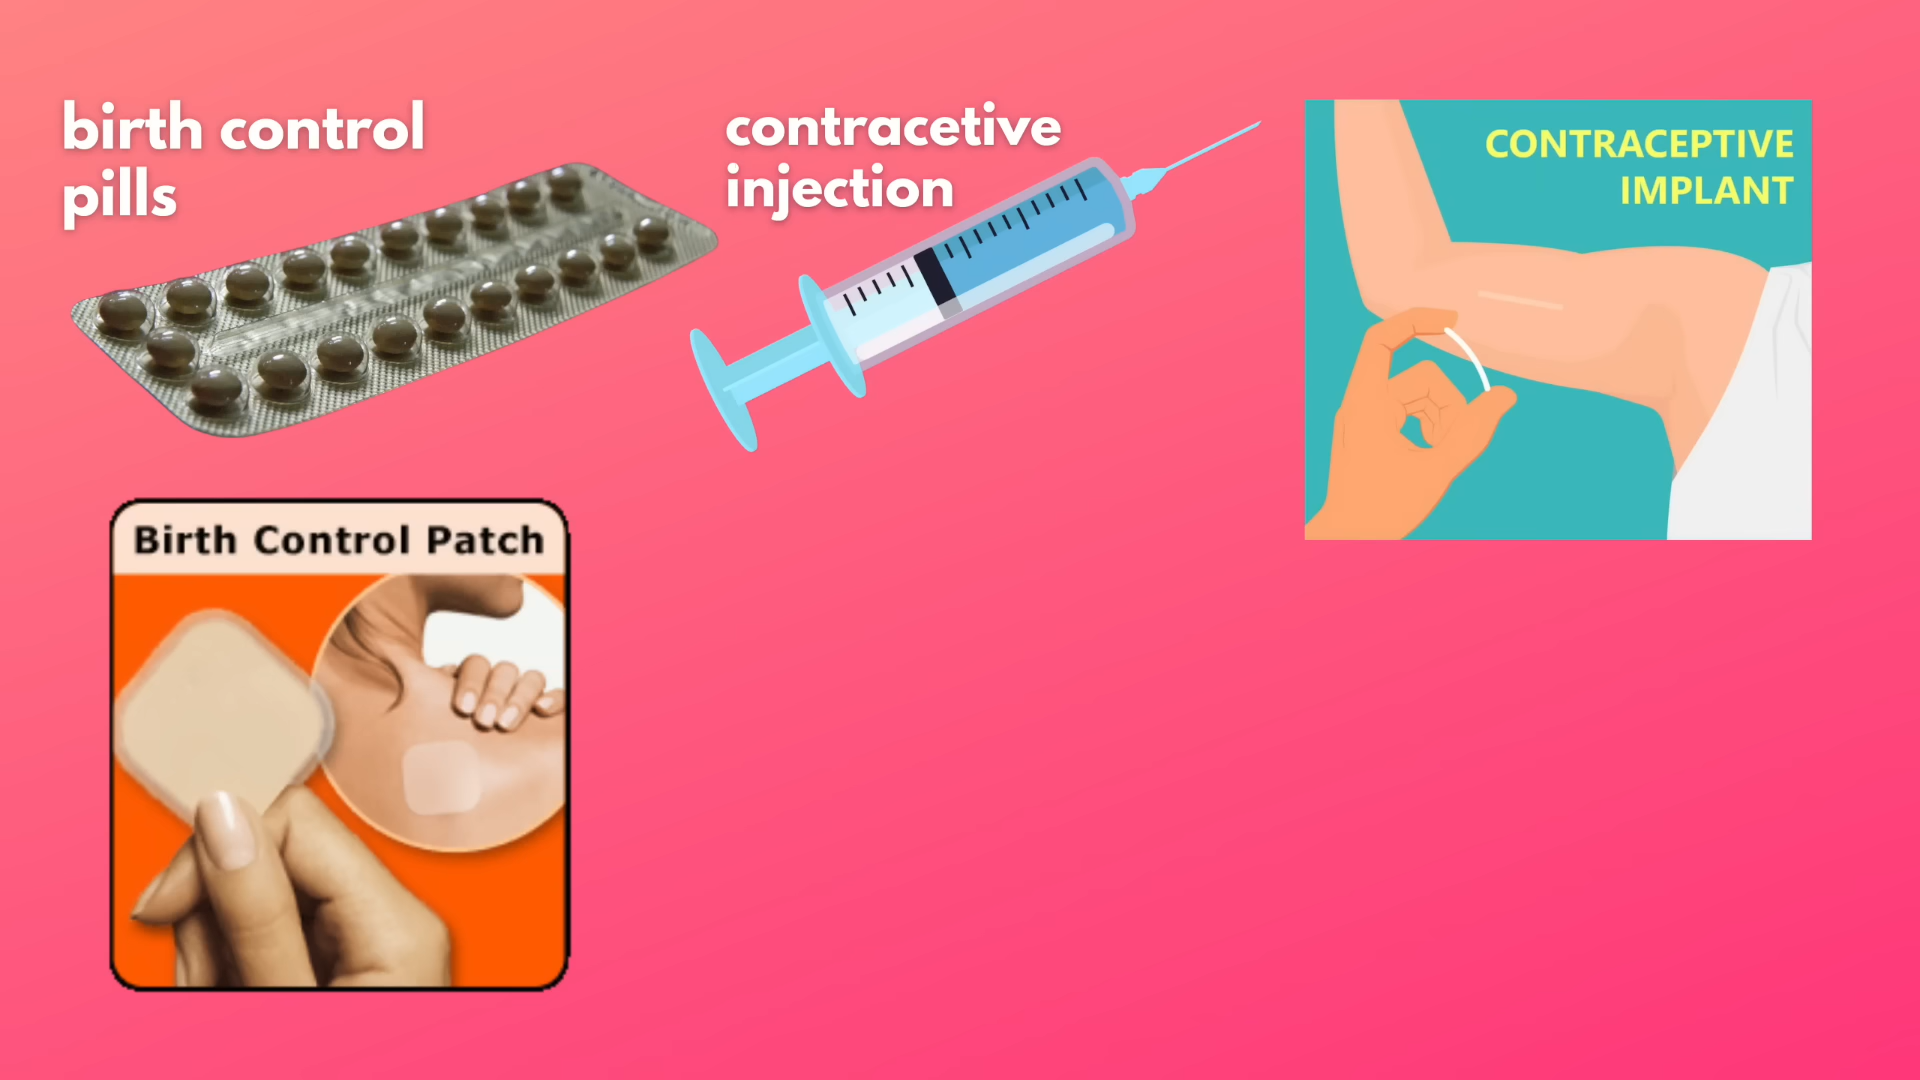 birth control
pills
contracetive
injection
CONTRACEPTIVE
IMPLANT
Birth Control Patch